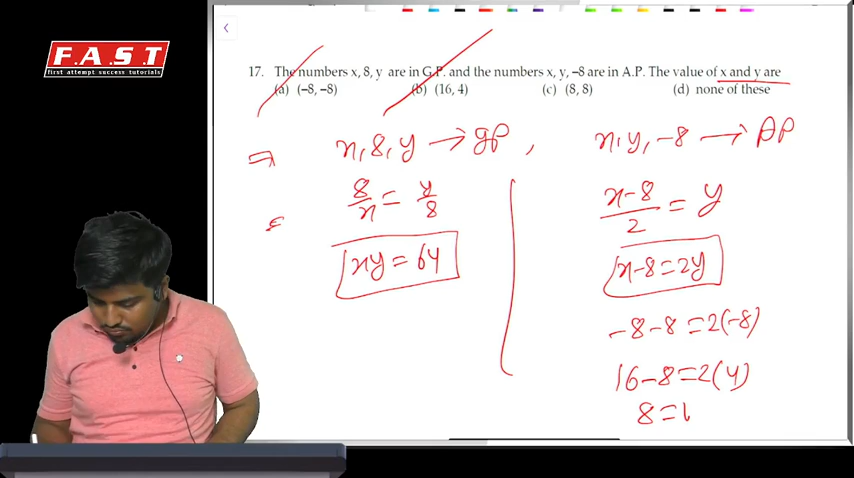 F.A.S.T
first attempt success tutorials
17. The numbers x, 8, y are in G.P. and the numbers x, y, –8 are in A.P. The value of x and y are
(a) (–8, –8) (b) (16, 4) (c) (8, 8) (d) none of these
⇒ x, 8, y → GP, x, y, -8 → AP
8/x = y/8
x-8/2 = y
xy = 64
x-8=2y
-8-8=2(-8)
16-8=2(4)
8=